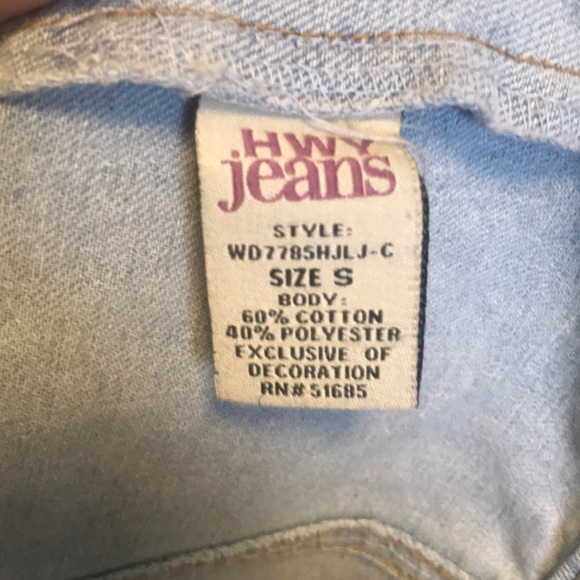 HWY
jeans
STYLE:
WD7785HJLJ-C
SIZE S
BODY:
60% COTTON
40% POLYESTER
EXCLUSIVE OF
DECORATION
RN# 51685